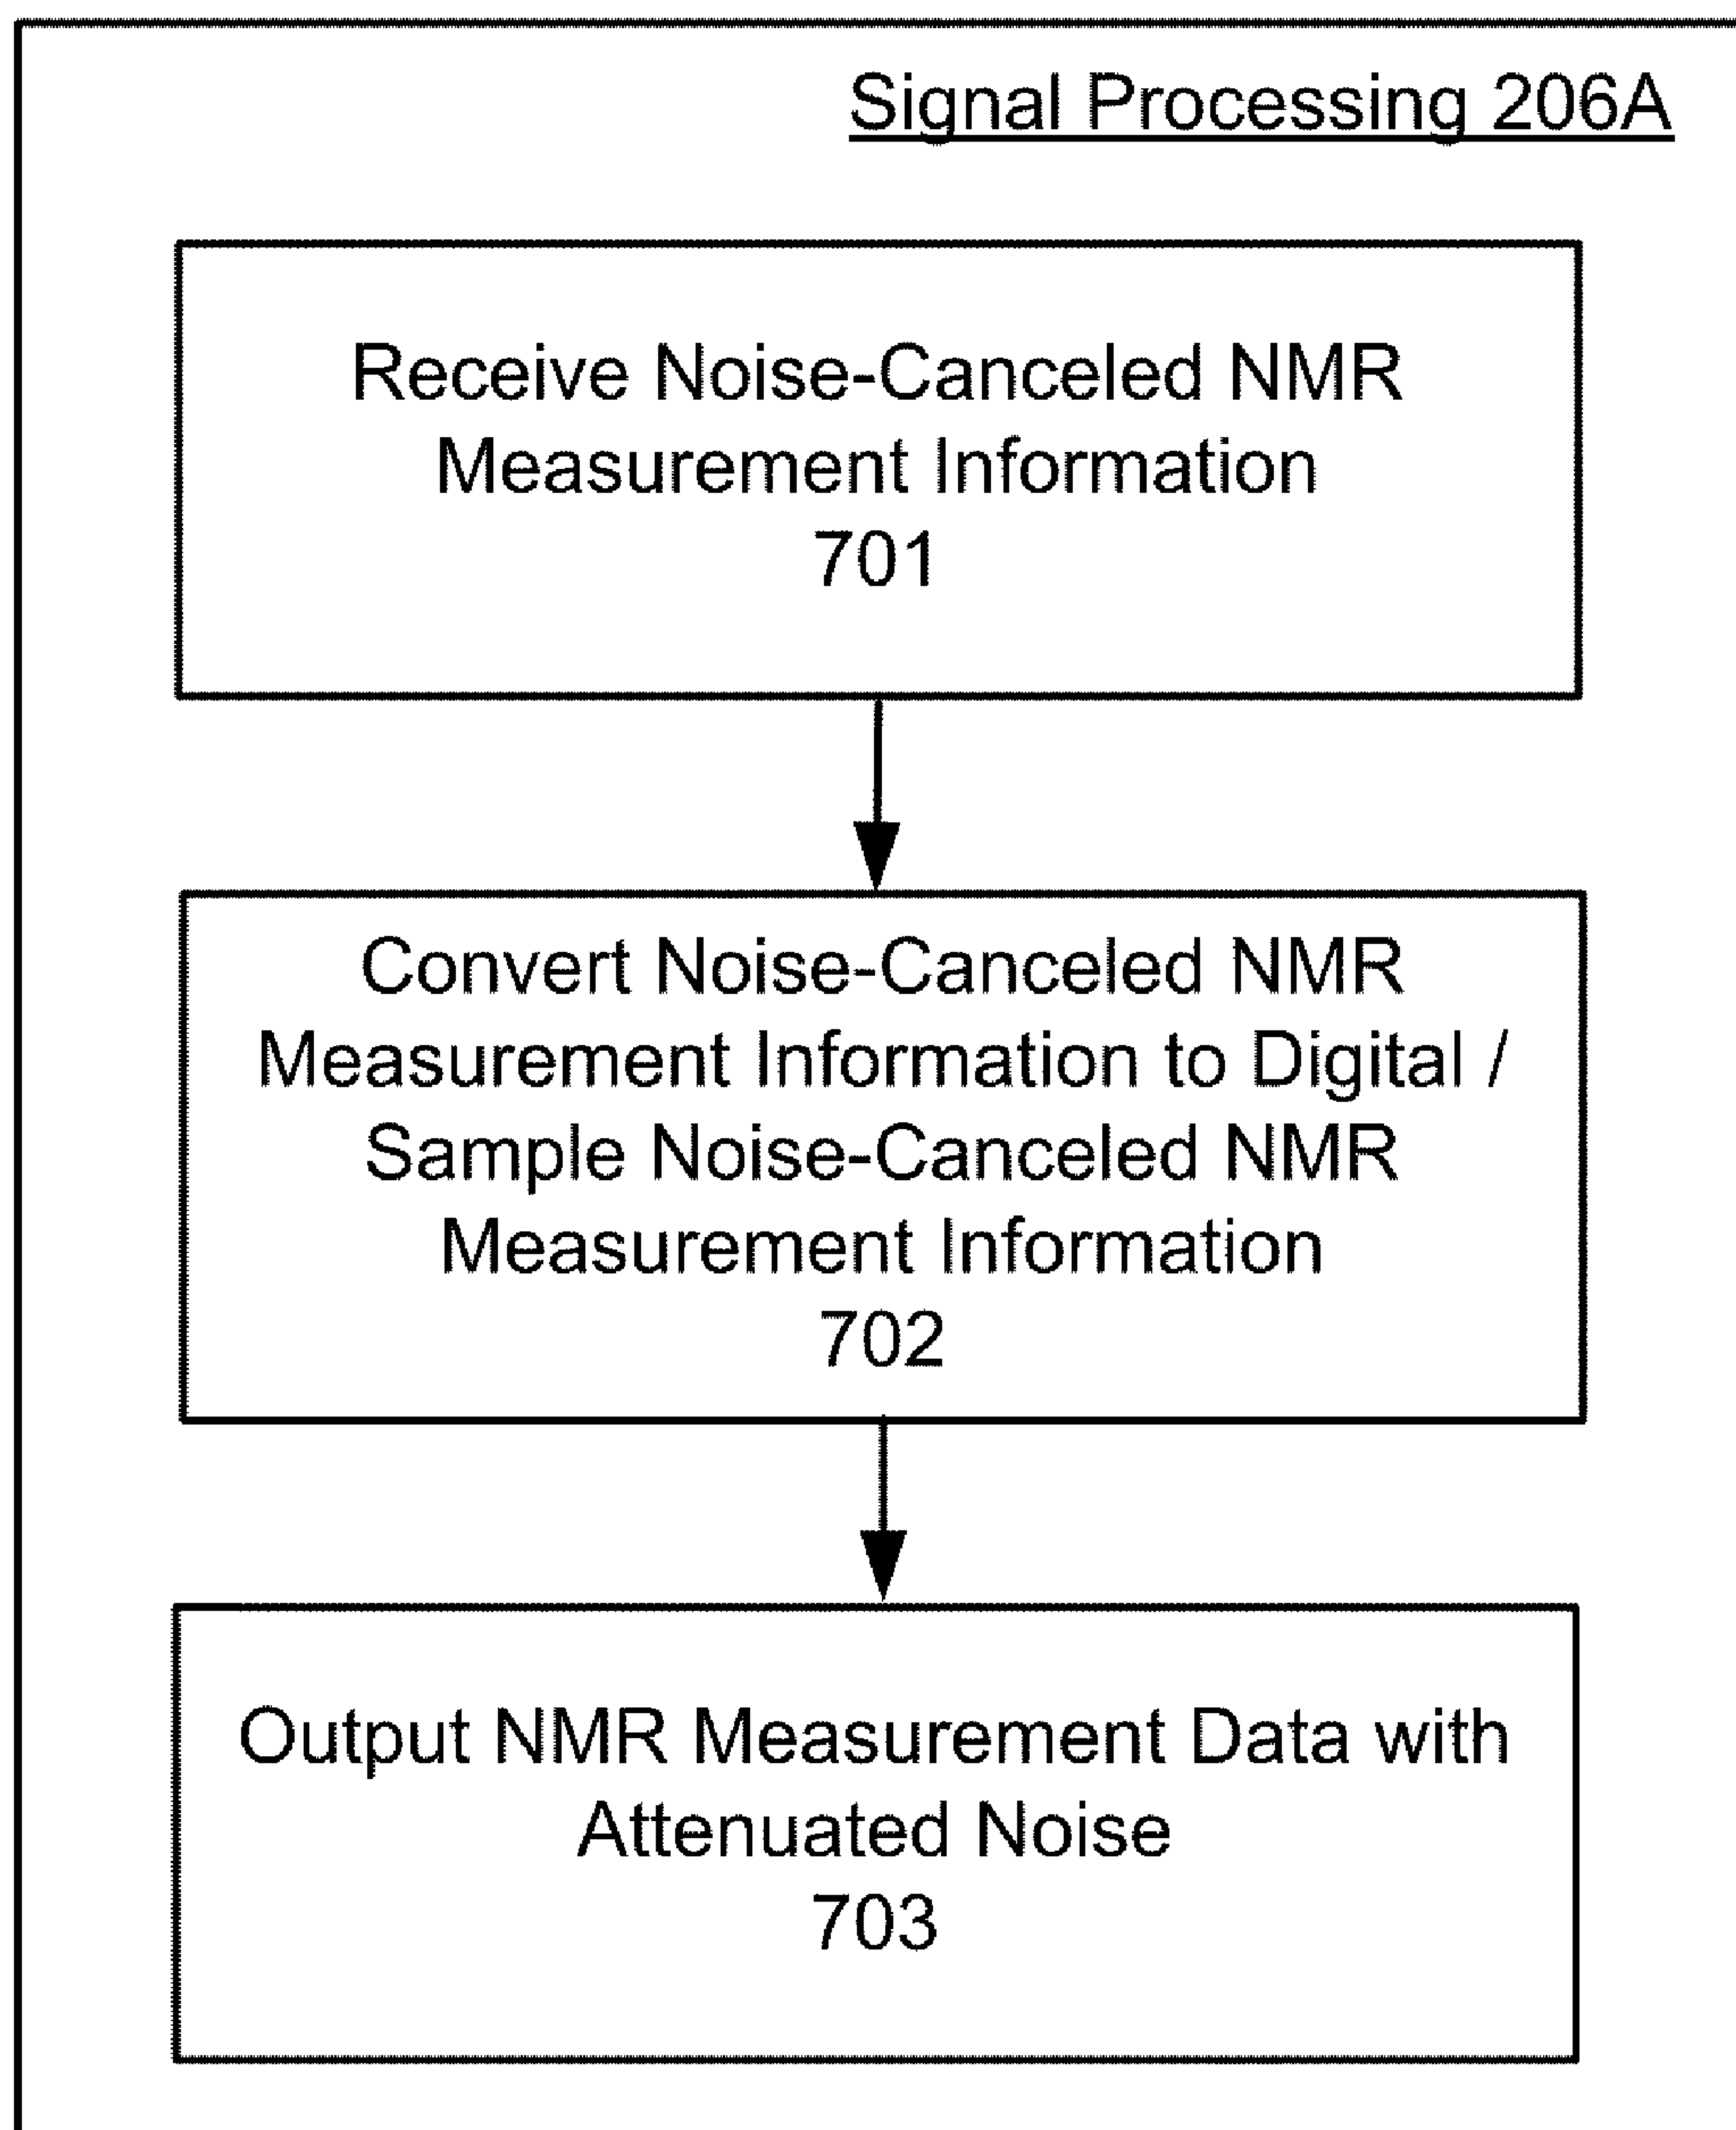 Signal Processing 206A
Receive Noise-Canceled NMR
Measurement Information
701
Convert Noise-Canceled NMR
Measurement Information to Digital /
Sample Noise-Canceled NMR
Measurement Information
702
Output NMR Measurement Data with
Attenuated Noise
703